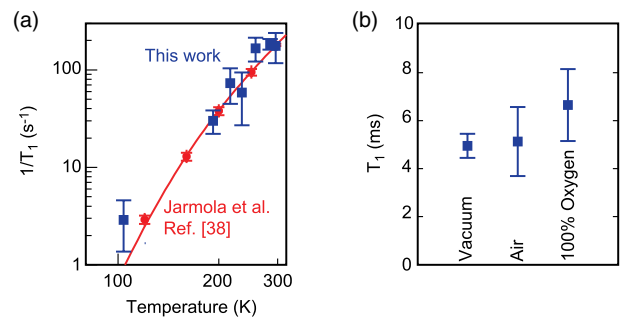 (a)
This work
Jarmola et al.
Ref. [38]
1/T1 (s-1)
100
10
1
100
200
300
Temperature (K)
(b)
T1 (ms)
10
8
6
4
2
0
Vacuum
Air
100% Oxygen